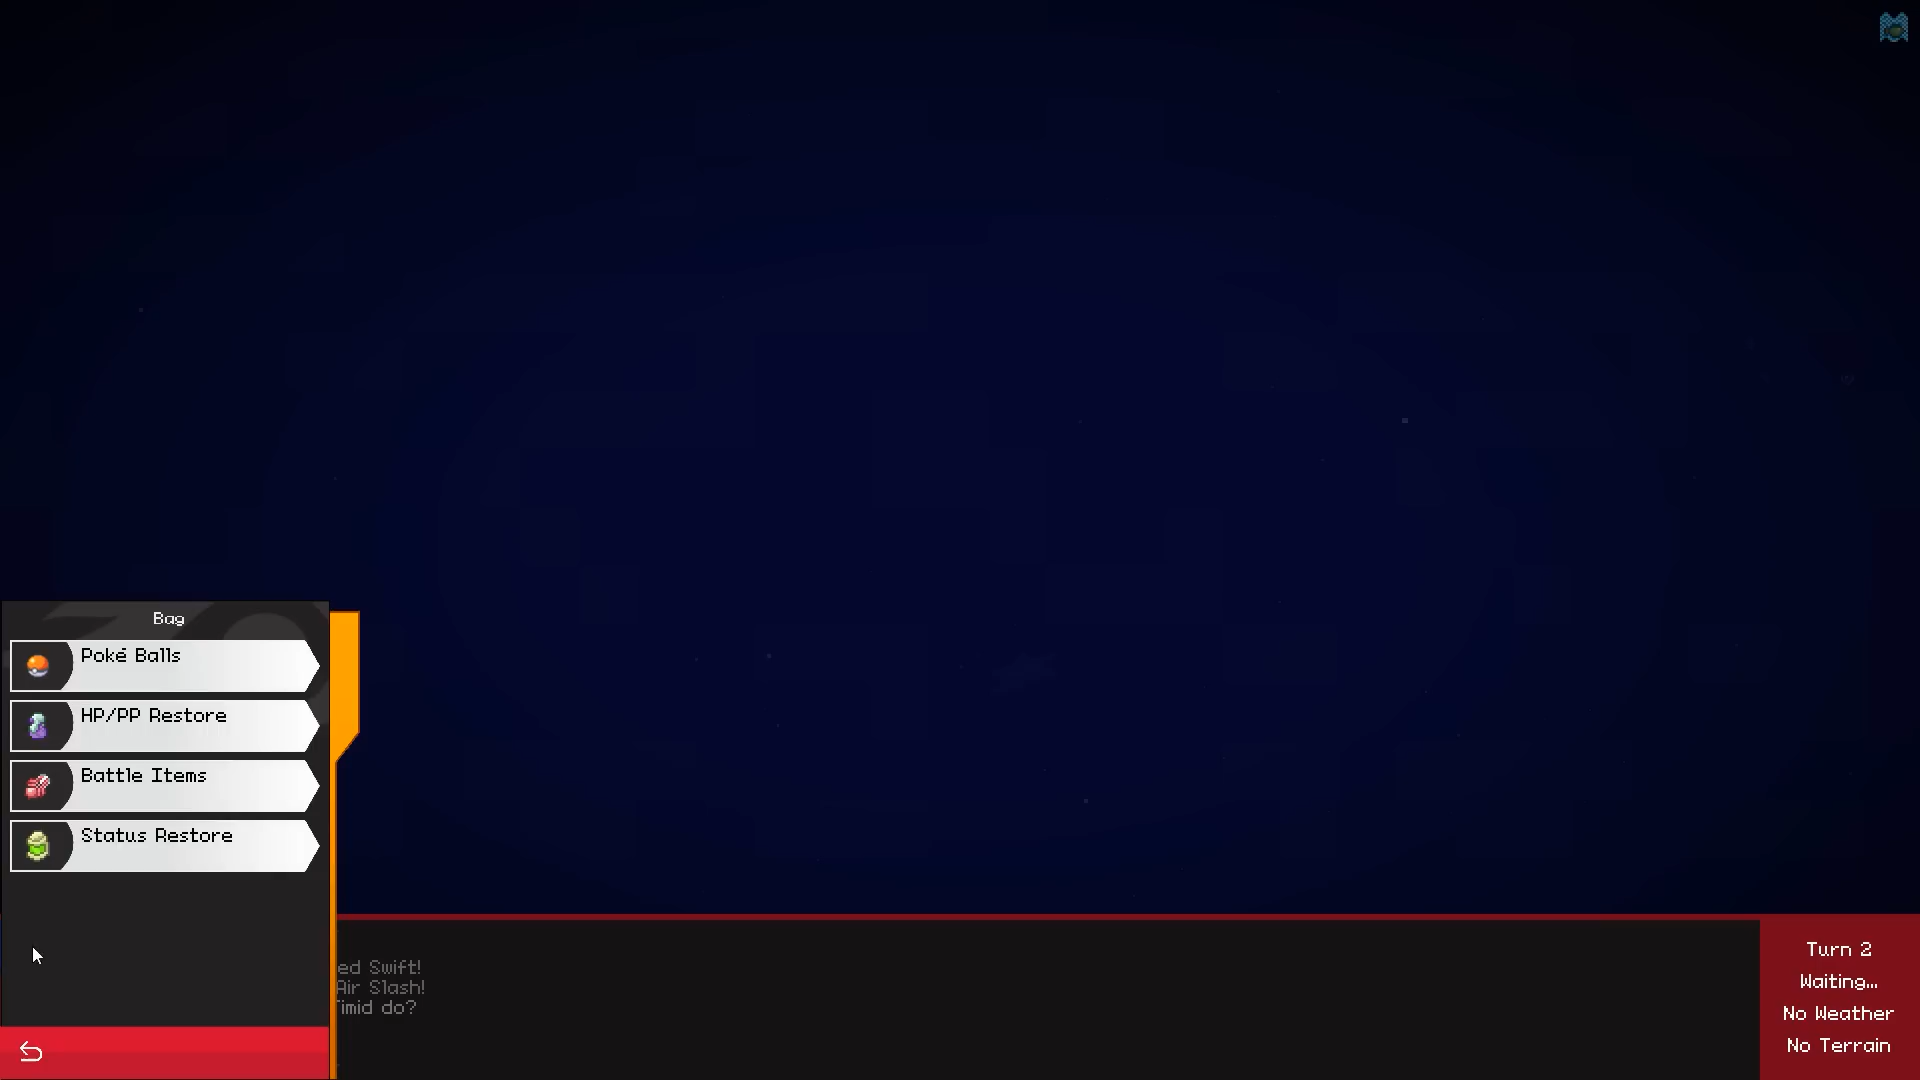 Bag
Poké Balls
HP/PP Restore
Battle Items
Status Restore
ed Swift!
Air Slash!
imid do?
Turn 2
Waiting...
No Weather
No Terrain